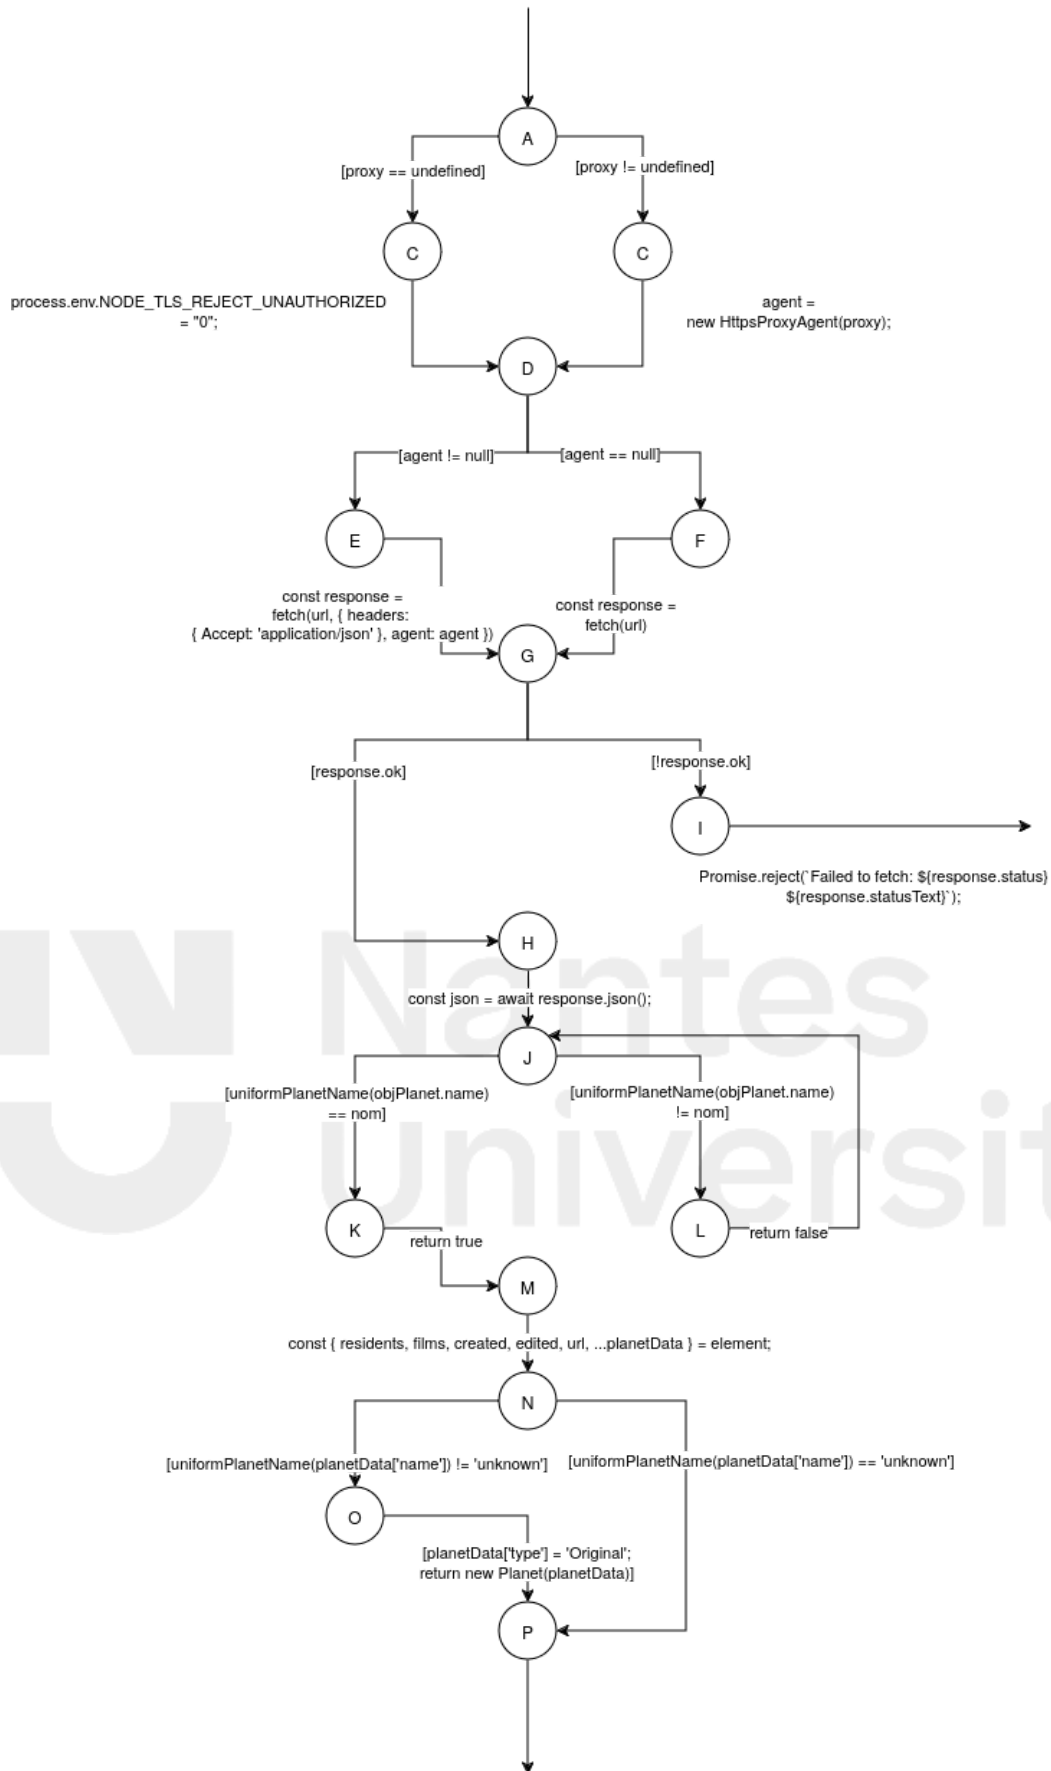 A
[proxy == undefined]
[proxy != undefined]
C
C
process.env.NODE_TLS_REJECT_UNAUTHORIZED
= "0";
agent =
new HttpsProxyAgent(proxy);
D
[agent != null]
[agent == null]
E
F
const response =
fetch(url, { headers:
{ Accept: 'application/json' }, agent: agent })
const response =
fetch(url)
G
[response.ok]
[!response.ok]
I
Promise.reject(`Failed to fetch: ${response.status}
${response.statusText}`);
H
Nantes
Universit
const json = await response.json();
J
[uniformPlanetName(objPlanet.name)
== nom]
[uniformPlanetName(objPlanet.name)
!= nom]
K
return true
L
return false
M
const { residents, films, created, edited, url, ...planetData } = element;
N
[uniformPlanetName(planetData['name']) != 'unknown']
[uniformPlanetName(planetData['name']) == 'unknown']
O
[planetData['type'] = 'Original';
return new Planet(planetData)]
P